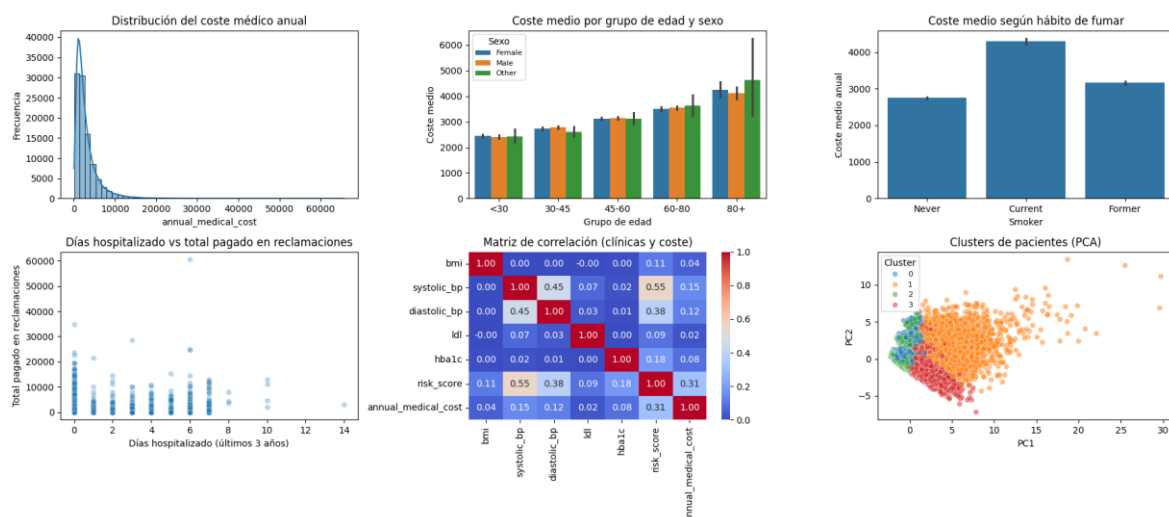 Distribución del coste médico anual
40000
35000
30000
25000
20000
15000
10000
5000
0
Frecuencia
0 10000 20000 30000 40000 50000 60000
annual_medical_cost
Coste medio por grupo de edad y sexo
Sexo
Female
Male
Other
6000
5000
4000
3000
2000
1000
0
Coste medio
<30 30-45 45-60 60-80 80+
Grupo de edad
Coste medio según hábito de fumar
4000
3000
2000
1000
0
Coste medio anual
Never Current Former
Smoker
Días hospitalizado vs total pagado en reclamaciones
60000
50000
40000
30000
20000
10000
0
Total pagado en reclamaciones
0 2 4 6 8 10 12 14
Días hospitalizado (últimos 3 años)
Matriz de correlación (clínicas y coste)
bmi 1.00 0.00 0.00 -0.00 0.00 0.11 0.04
systolic_bp 0.00 1.00 0.45 0.07 0.02 0.55 0.15
diastolic_bp 0.00 0.45 1.00 0.03 0.01 0.38 0.12
ldl -0.00 0.07 0.03 1.00 0.00 0.09 0.02
hba1c 0.00 0.02 0.01 0.00 1.00 0.18 0.08
risk_score 0.11 0.55 0.38 0.09 0.18 1.00 0.31
annual_medical_cost 0.04 0.15 0.12 0.02 0.08 0.31 1.00
bmi
systolic_bp
diastolic_bp
ldl
hba1c
risk_score
nnual_medical_cost
1.0
0.8
0.6
0.4
0.2
0.0
Clusters de pacientes (PCA)
Cluster
0
1
2
3
10
5
0
−5
PC2
0 5 10 15 20 25 30
PC1